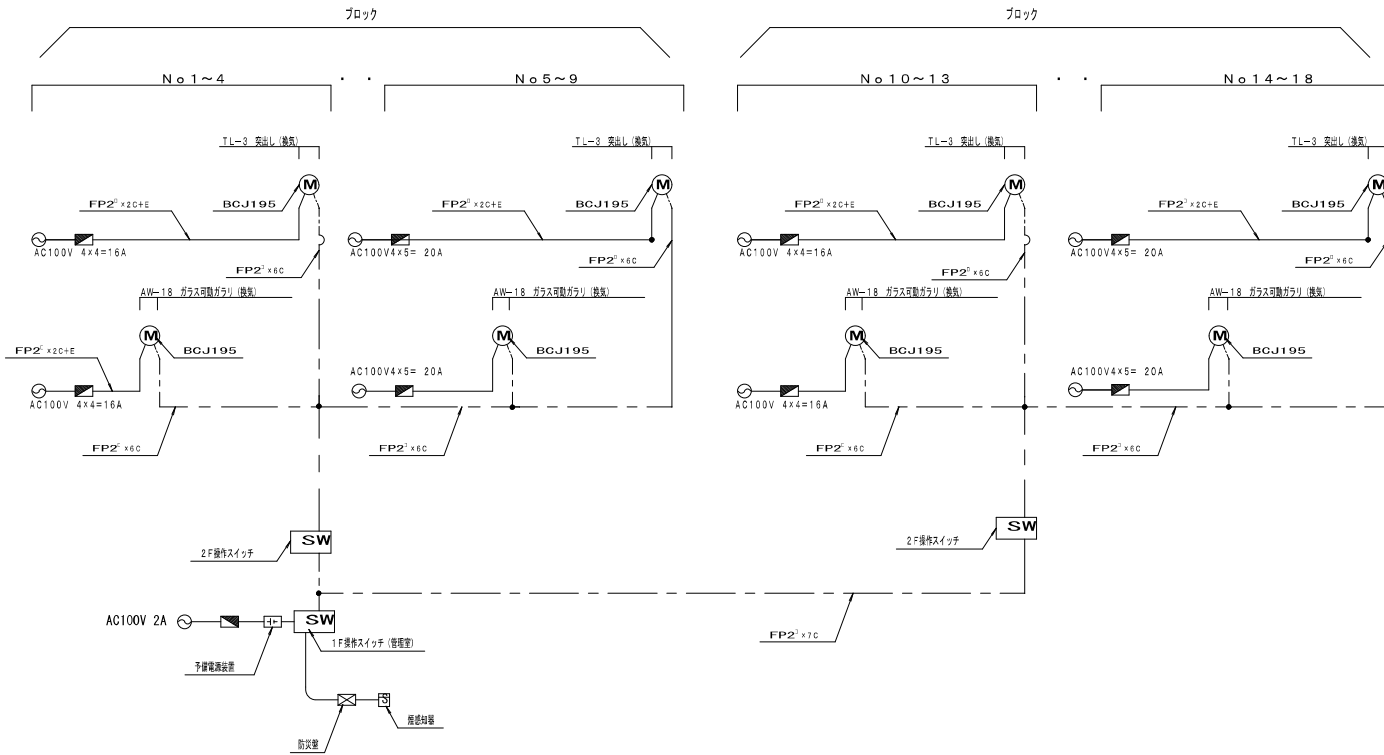 ブロック
ブロック
No1~4
・ ・
No5~9
No10~13
・ ・
No14~18
TL-3 突出し(換気)
TL-3 突出し(換気)
TL-3 突出し(換気)
TL-3 突出し(換気)
M
M
M
M
FP2□×2C+E
BCJ195
FP2□×2C+E
BCJ195
FP2□×2C+E
BCJ195
FP2□×2C+E
BCJ195
AC100V 4×4=16A
AC100V4×5= 20A
AC100V 4×4=16A
AC100V4×5= 20A
FP2□×6C
FP2□×6C
FP2□×6C
FP2□×6C
AW-18 ガラス可動ガラリ(換気)
AW-18 ガラス可動ガラリ(換気)
AW-18 ガラス可動ガラリ(換気)
AW-18 ガラス可動ガラリ(換気)
M
M
M
M
FP2□×2C+E
BCJ195
BCJ195
BCJ195
BCJ195
AC100V4×5= 20A
AC100V4×5= 20A
AC100V 4×4=16A
AC100V 4×4=16A
FP2□×6C
FP2□×6C
FP2□×6C
FP2□×6C
SW
SW
2F操作スイッチ
2F操作スイッチ
AC100V 2A
SW
1F操作スイッチ(管理室)
FP2□×7C
予備電源装置
S
煙感知器
防災盤